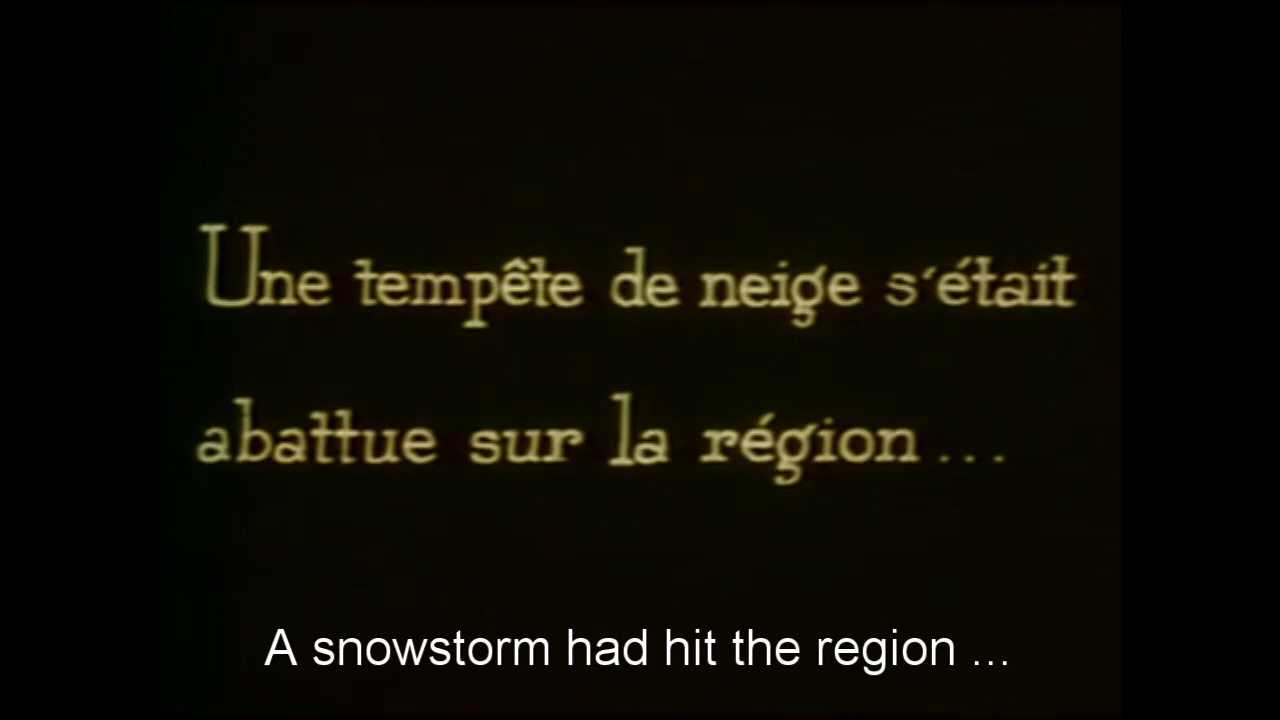 Une tempête de neige s'était
abattue sur la région...
A snowstorm had hit the region ...